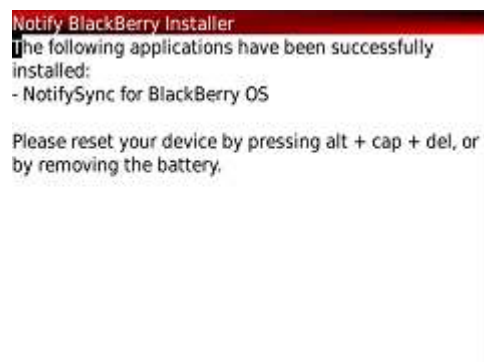 Notify BlackBerry Installer
The following applications have been successfully
installed:
- NotifySync for BlackBerry OS
Please reset your device by pressing alt + cap + del, or
by removing the battery.